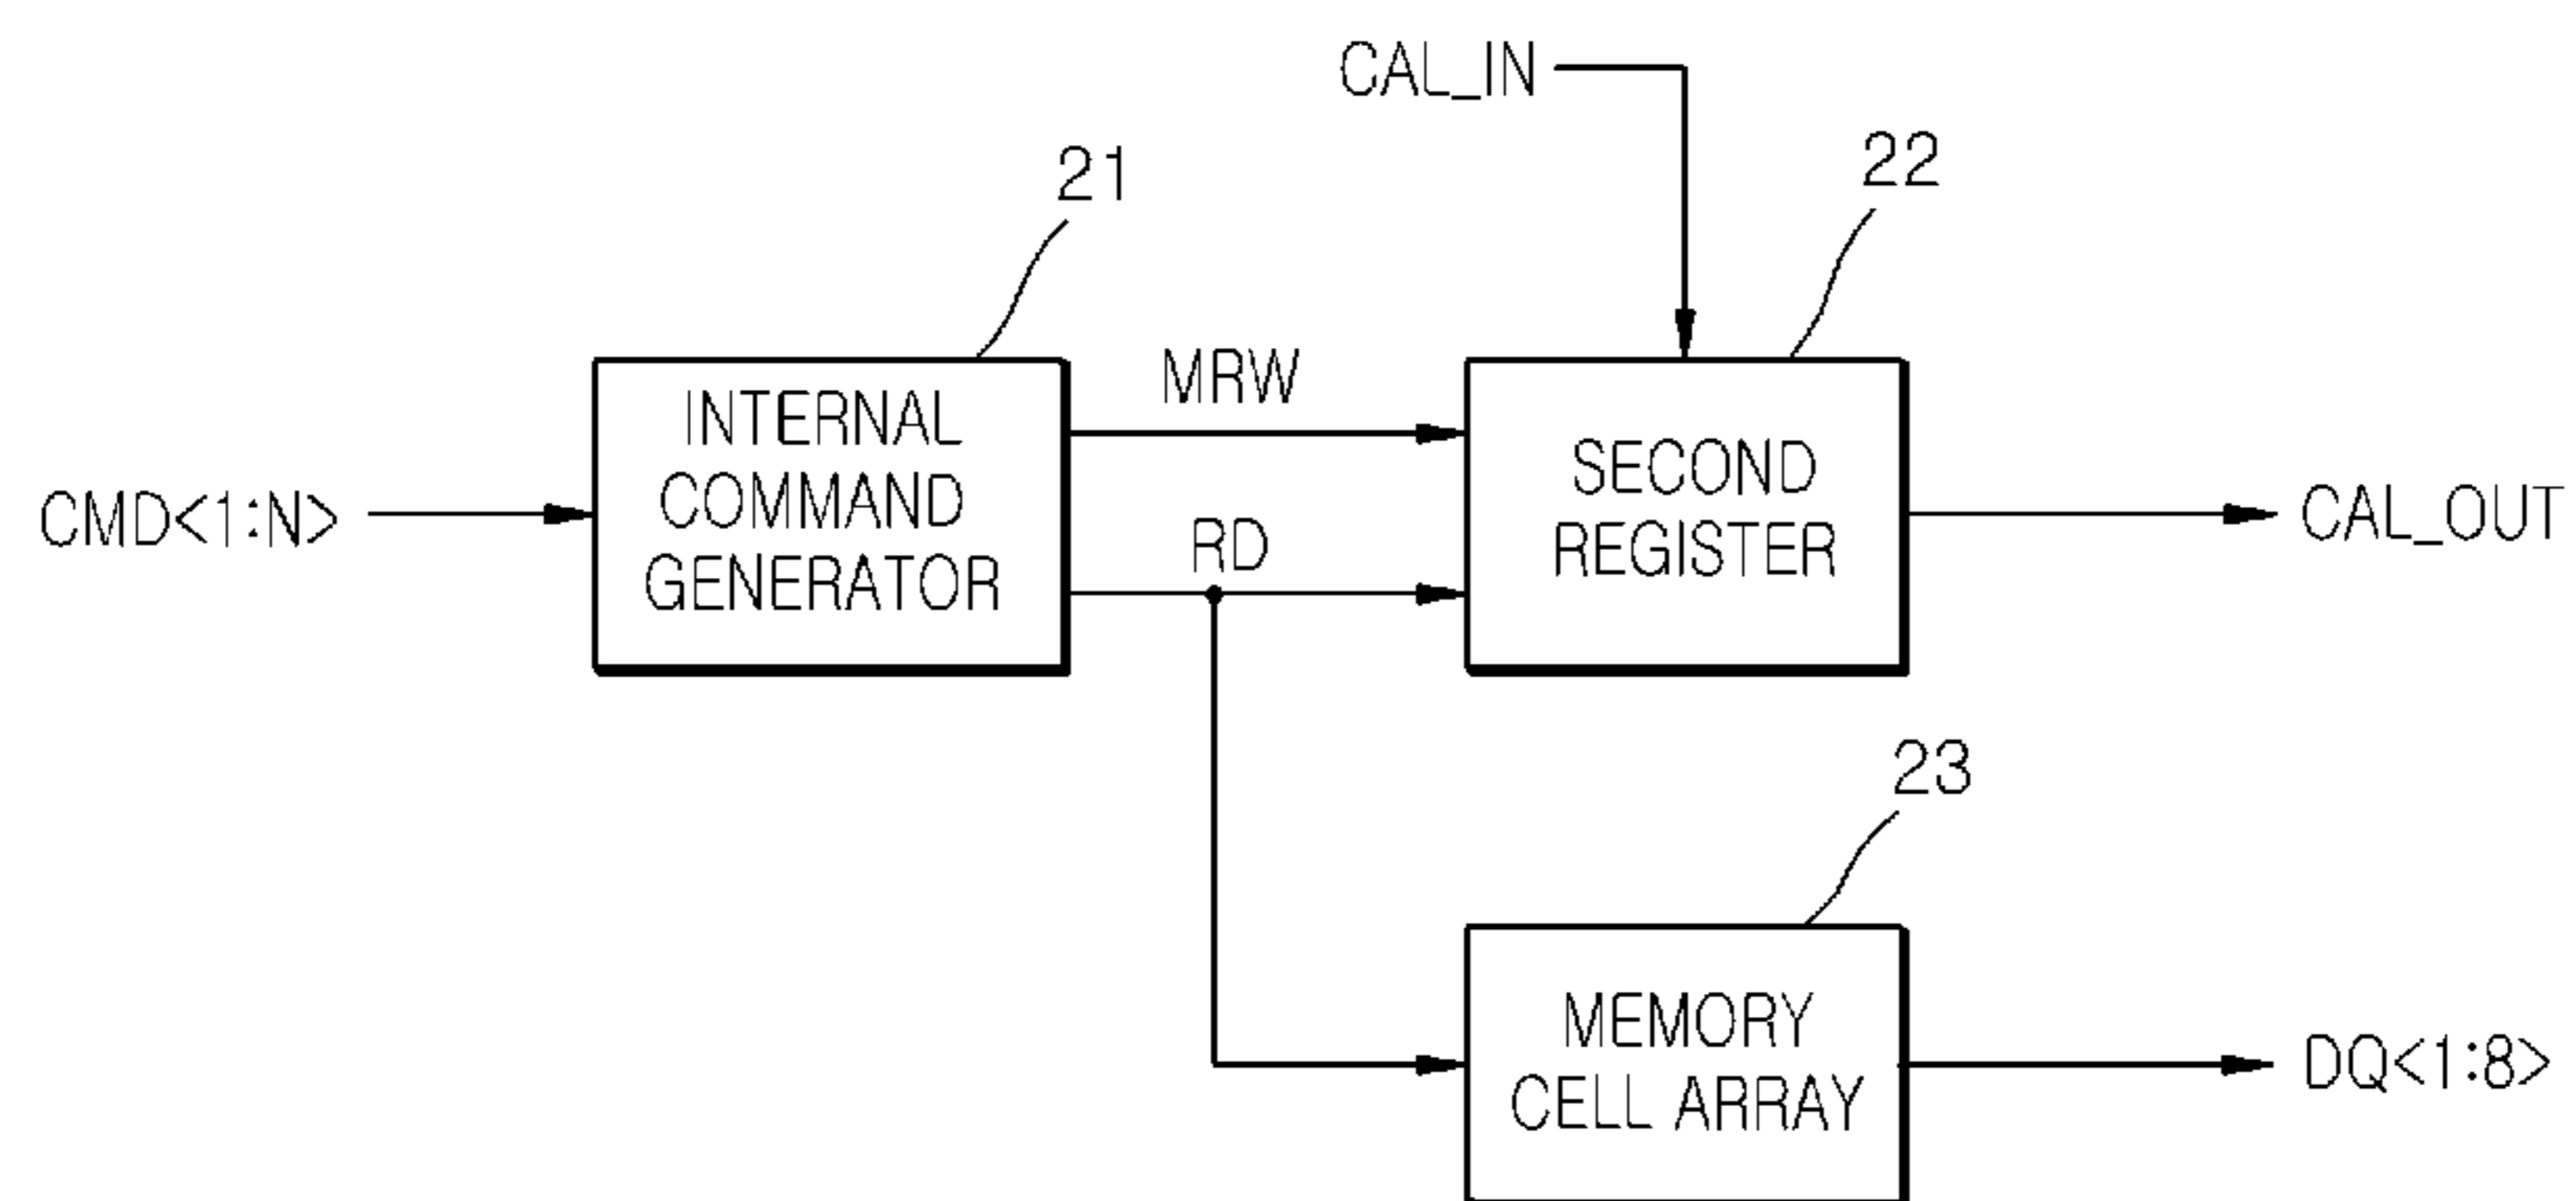 CAL_IN
21
22
MRW
INTERNAL
COMMAND
GENERATOR
SECOND
REGISTER
CMD<1:N>
RD
CAL_OUT
23
MEMORY
CELL ARRAY
DQ<1:8>